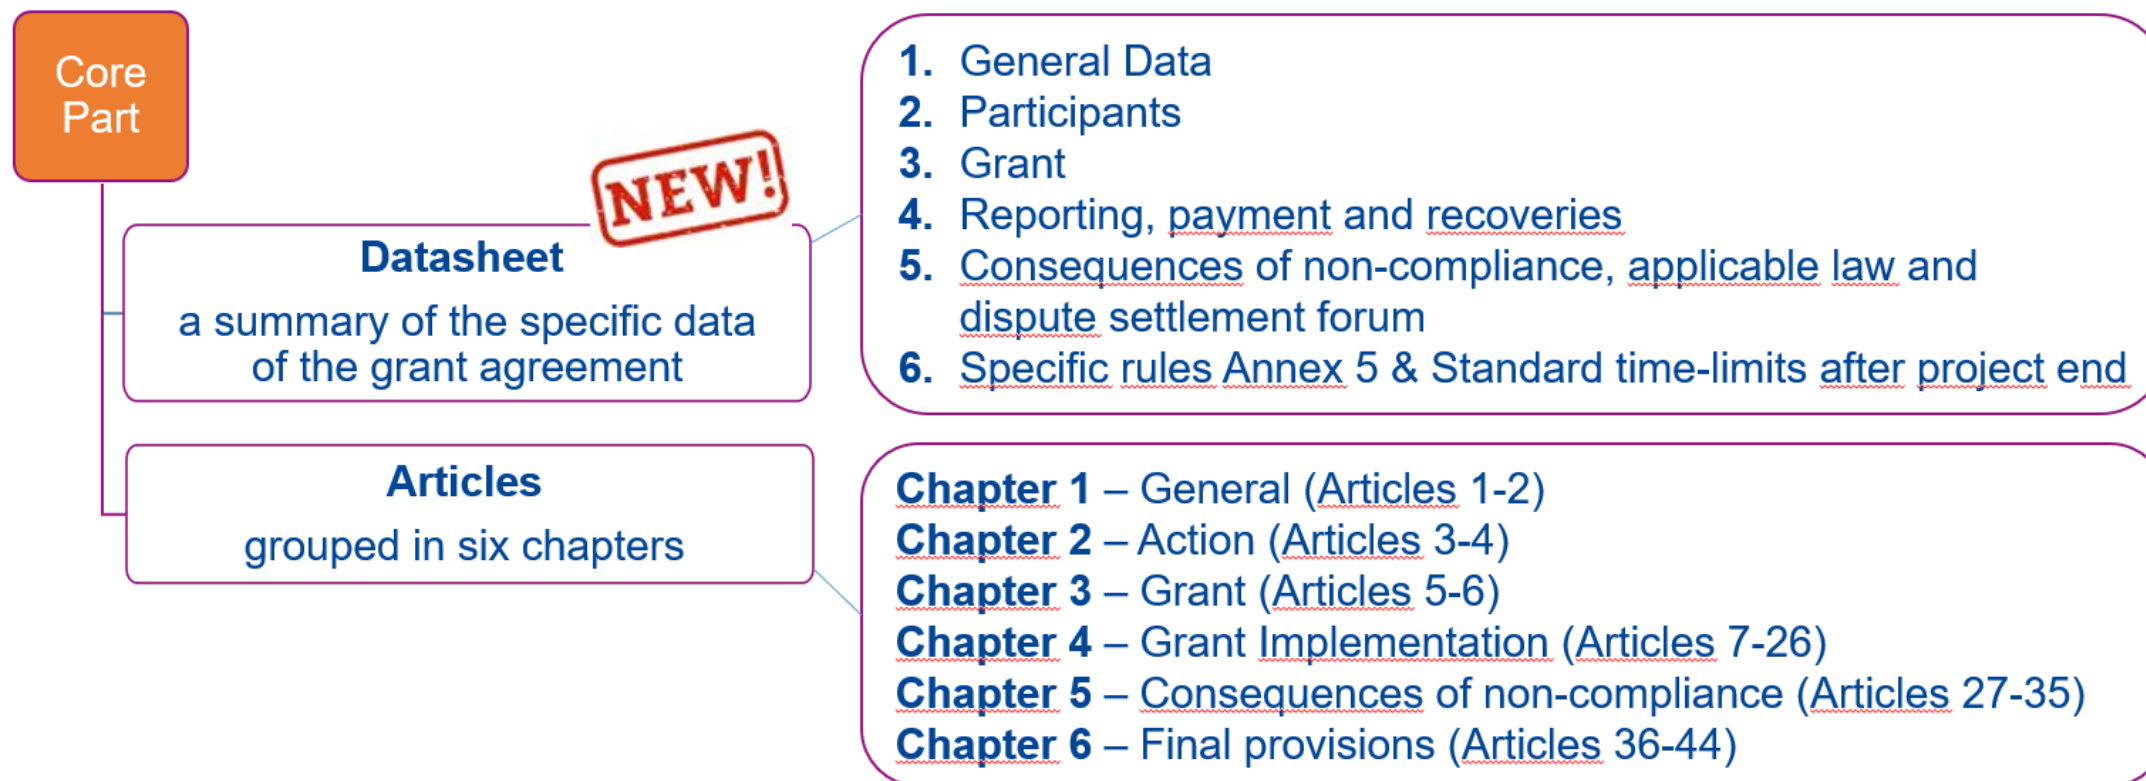 Core
Part
NEW!
Datasheet
a summary of the specific data
of the grant agreement
1. General Data
2. Participants
3. Grant
4. Reporting, payment and recoveries
5. Consequences of non-compliance, applicable law and
dispute settlement forum
6. Specific rules Annex 5 & Standard time-limits after project end
Articles
grouped in six chapters
Chapter 1 – General (Articles 1-2)
Chapter 2 – Action (Articles 3-4)
Chapter 3 – Grant (Articles 5-6)
Chapter 4 – Grant Implementation (Articles 7-26)
Chapter 5 – Consequences of non-compliance (Articles 27-35)
Chapter 6 – Final provisions (Articles 36-44)